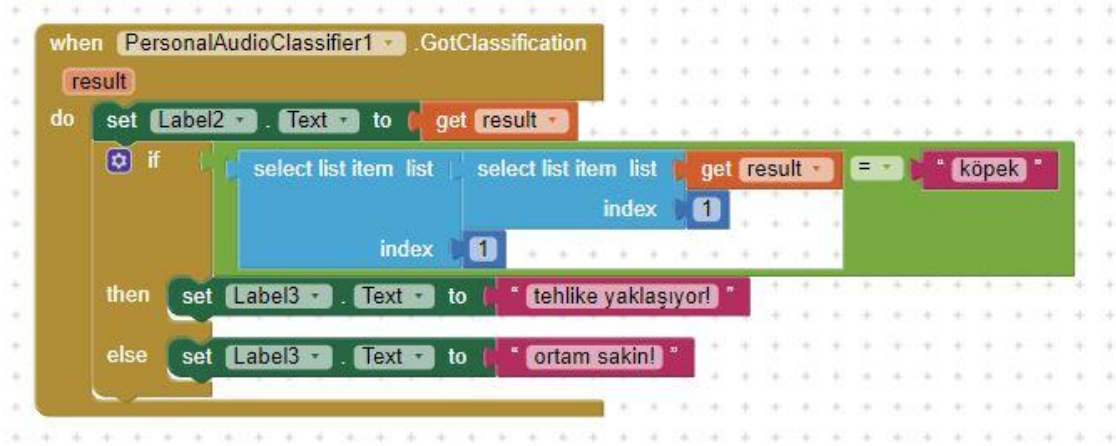 when PersonalAudioClassifier1 .GotClassification
result
do set Label2 . Text to get result
if select list item list select list item list get result = " köpek "
index 1
index 1
then set Label3 . Text to " tehlike yaklaşıyor! "
else set Label3 . Text to " ortam sakin! "